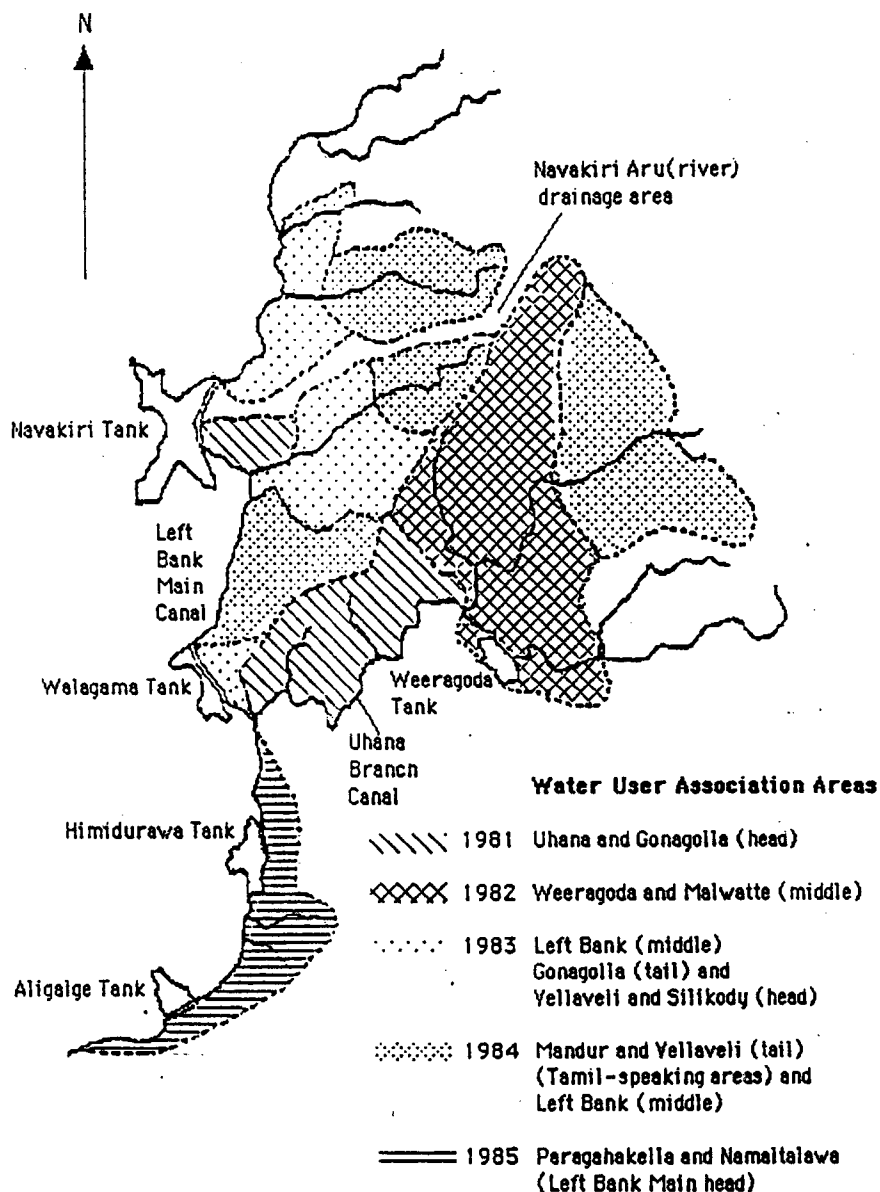 N
Navakiri Aru(river)
drainage area
Navakiri Tank
Left
Bank
Main
Canal
Walagama Tank
Weeragoda
Tank
Uhana
Branch
Canal
Himidurawa Tank
Aligalge Tank
Water User Association Areas
1981 Uhana and Gonagolla (head)
1982 Weeragoda and Malwatte (middle)
1983 Left Bank (middle)
Gonagolla (tail) and
Yellaveli and Silikody (head)
1984 Mandur and Yellaveli (tail)
(Tamil-speaking areas) and
Left Bank (middle)
1985 Paragahakella and Namaltalawa
(Left Bank Main head)